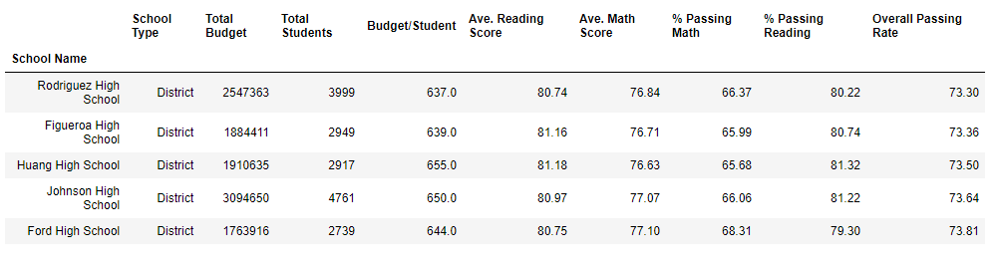 School Type Total Budget Total Students Budget/Student Ave. Reading Score Ave. Math Score % Passing Math % Passing Reading Overall Passing Rate
School Name
Rodriguez High School District 2547363 3999 637.0 80.74 76.84 66.37 80.22 73.30
Figueroa High School District 1884411 2949 639.0 81.16 76.71 65.99 80.74 73.36
Huang High School District 1910635 2917 655.0 81.18 76.63 65.68 81.32 73.50
Johnson High School District 3094650 4761 650.0 80.97 77.07 66.06 81.22 73.64
Ford High School District 1763916 2739 644.0 80.75 77.10 68.31 79.30 73.81